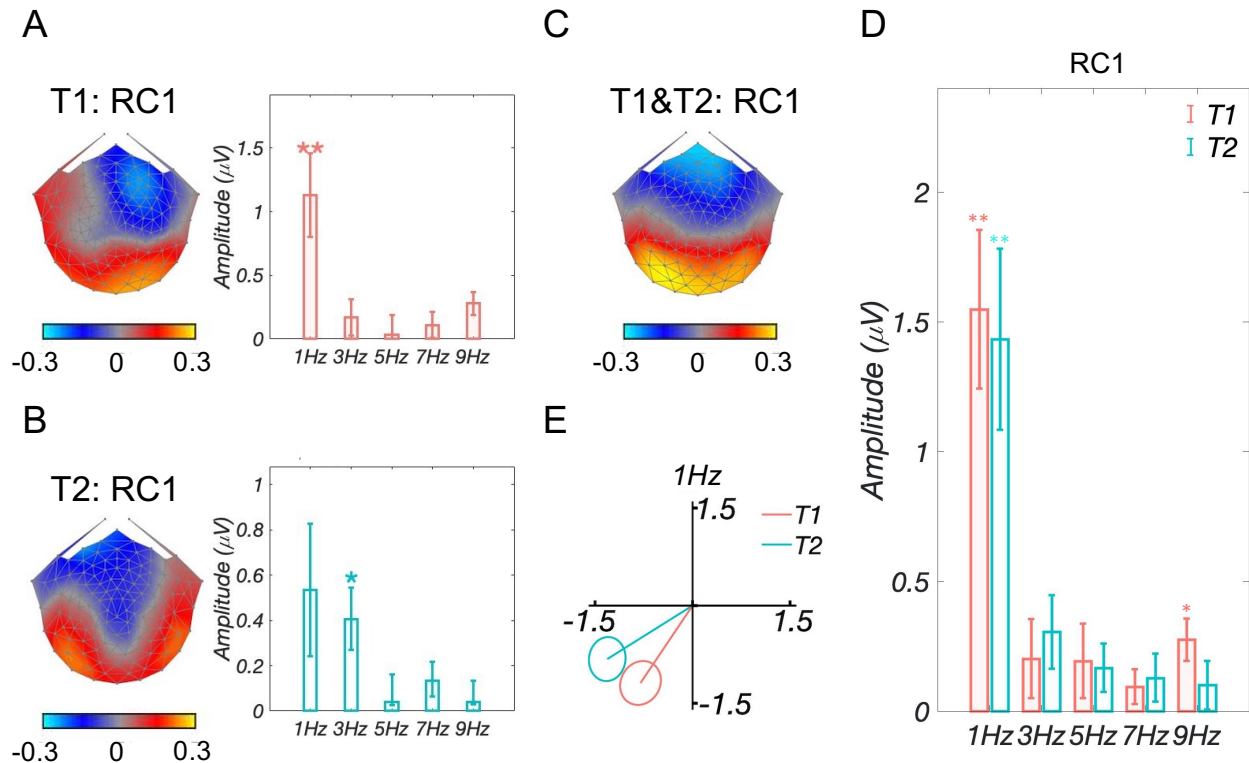 A
T1: RC1
Amplitude (μV)
1.5
1
0.5
0
**
1Hz 3Hz 5Hz 7Hz 9Hz
-0.3 0 0.3
B
T2: RC1
Amplitude (μV)
1
0.8
0.6
0.4
0.2
0
*
1Hz 3Hz 5Hz 7Hz 9Hz
-0.3 0 0.3
C
T1&T2: RC1
-0.3 0 0.3
E
1Hz
1.5
T1
T2
-1.5 1.5
-1.5
D
RC1
T1
T2
Amplitude (μV)
2
1.5
1
0.5
0
**
**
*
1Hz 3Hz 5Hz 7Hz 9Hz